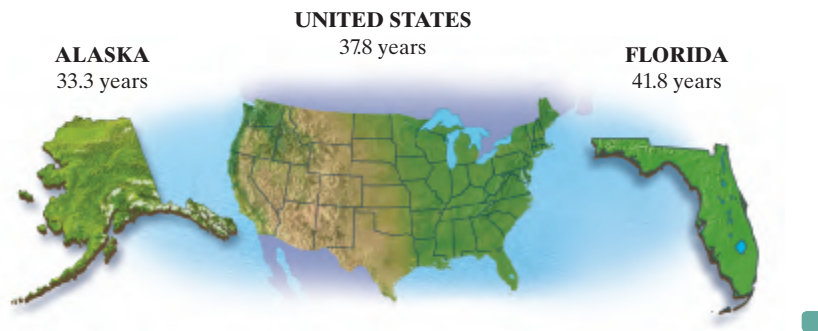 UNITED STATES
37.8 years
ALASKA
33.3 years
FLORIDA
41.8 years